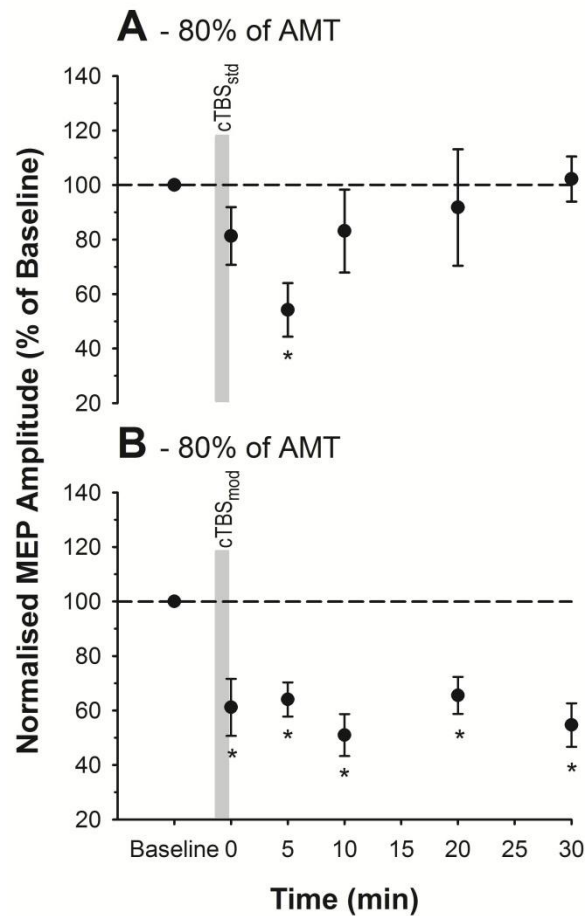 A - 80% of AMT
cTBSstd
140
120
100
80
60
40
20
*
B - 80% of AMT
cTBSmod
140
120
100
80
60
40
20
* * * * *
Normalised MEP Amplitude (% of Baseline)
Baseline 0 5 10 15 20 25 30
Time (min)